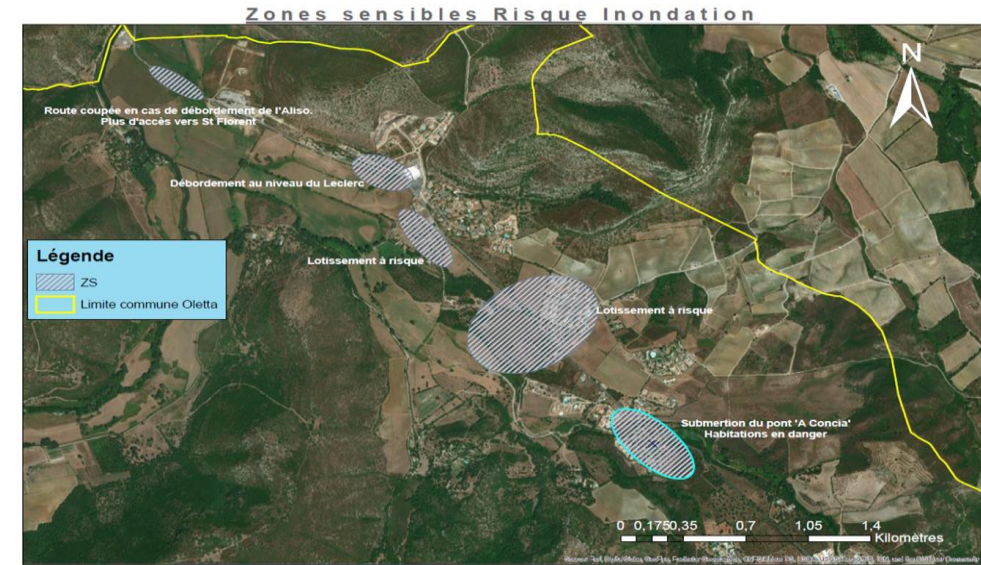 Zones sensibles Risque Inondation
N
Route coupée en cas de débordement de l'Aliso.
Plus d'accès vers St Florent
Débordement au niveau du Leclerc
Lotissement à risque
Légende
ZS
Limite commune Oletta
Lotissement à risque
Submertion du pont 'A Concia'
Habitations en danger
0 0,175 0,35 0,7 1,05 1,4
Kilomètres